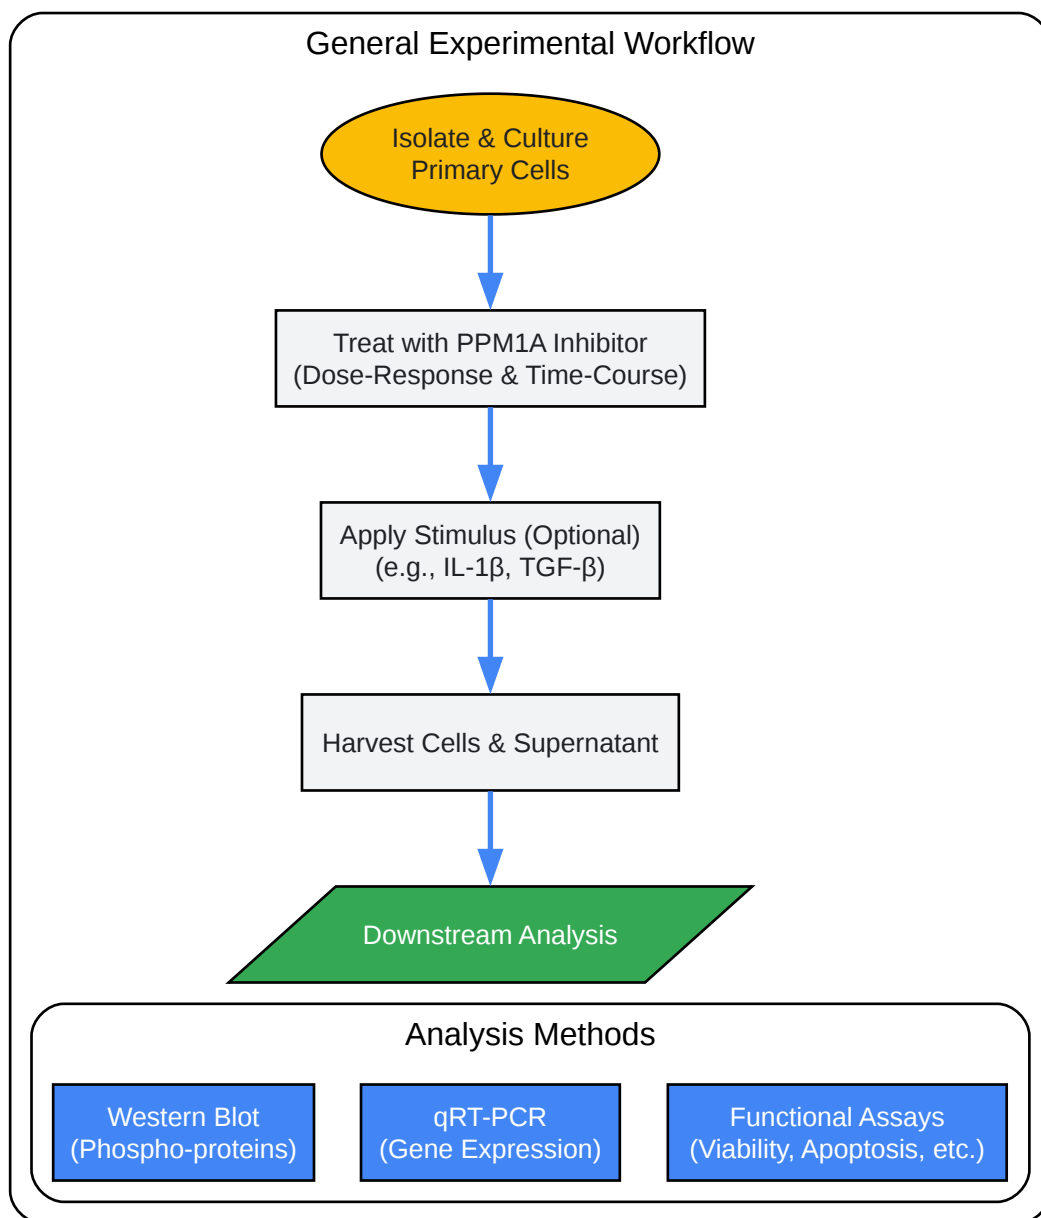 General Experimental Workflow
Isolate & Culture
Primary Cells
Treat with PPM1A Inhibitor
(Dose-Response & Time-Course)
Apply Stimulus (Optional)
(e.g., IL-1β, TGF-β)
Harvest Cells & Supernatant
Downstream Analysis
Analysis Methods
Western Blot
(Phospho-proteins)
qRT-PCR
(Gene Expression)
Functional Assays
(Viability, Apoptosis, etc.)